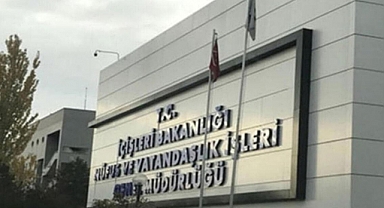 T.C.
İÇİŞLERİ BAKANLIĞI
NÜFUS VE VATANDAŞLIK İŞLERİ
GENEL MÜDÜRLÜĞÜ